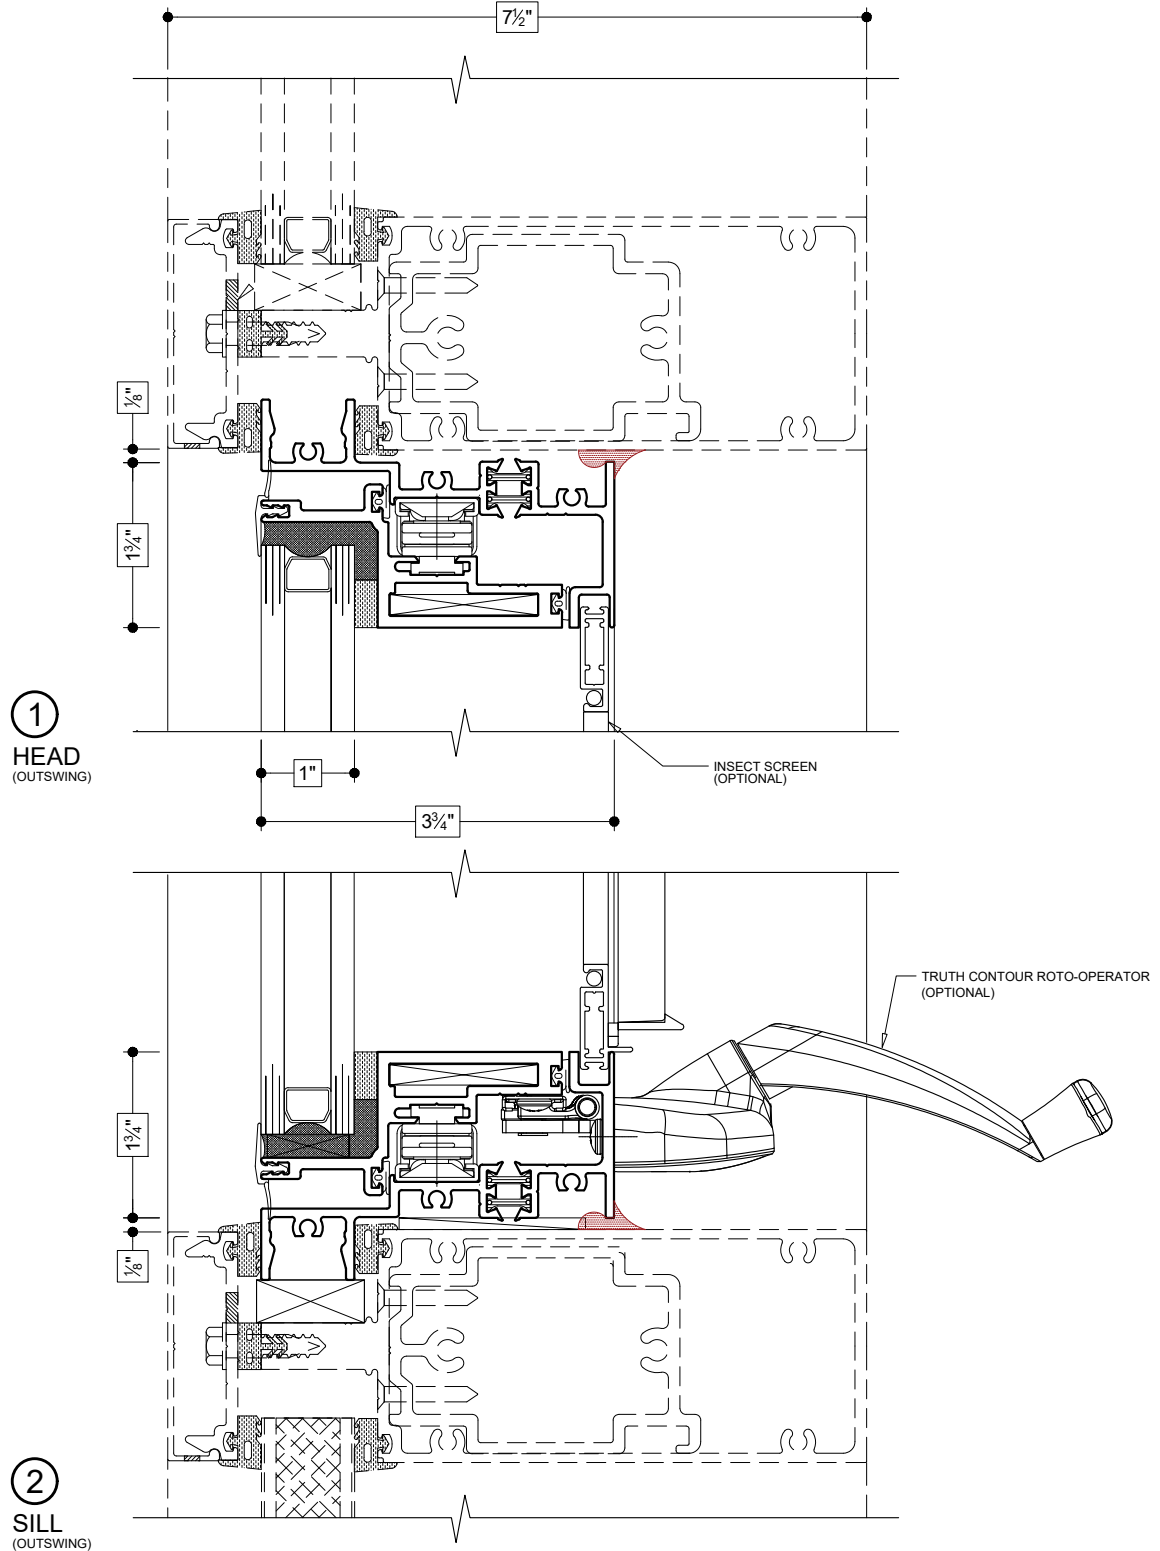 7½"
⅛"
1¾"
1
HEAD
(OUTSWING)
1"
INSECT SCREEN
(OPTIONAL)
3¾"
TRUTH CONTOUR ROTO-OPERATOR
(OPTIONAL)
1¾"
⅛"
2
SILL
(OUTSWING)